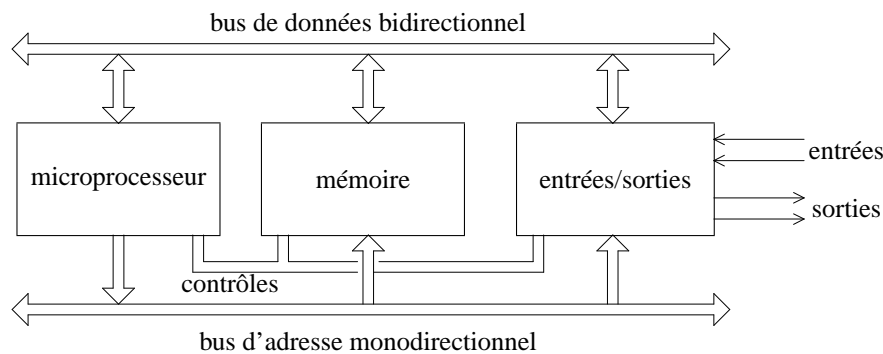 bus de données bidirectionnel
microprocesseur
mémoire
entrées/sorties
entrées
sorties
contrôles
bus d'adresse monodirectionnel